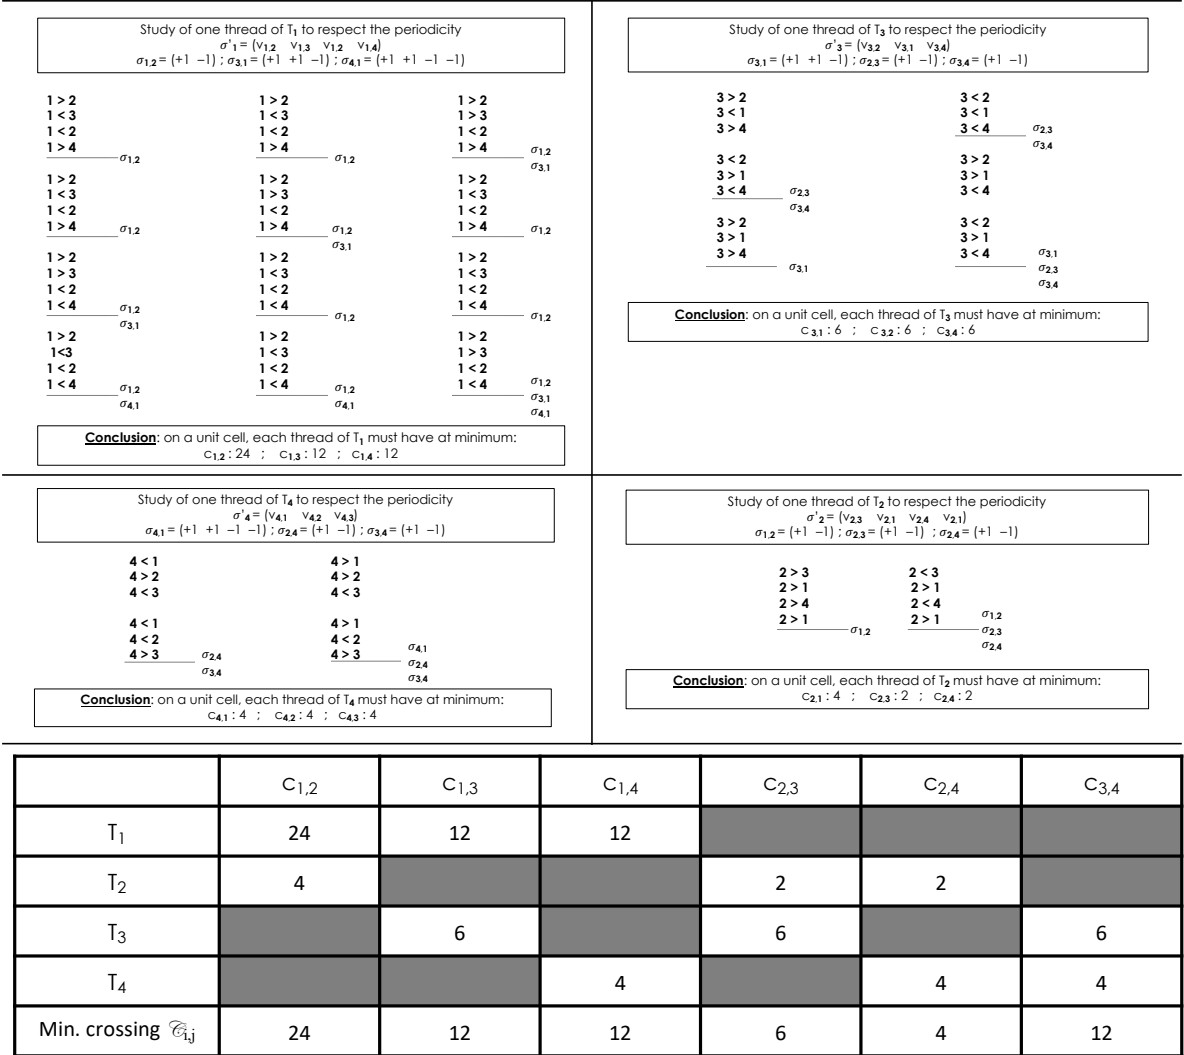 Study of one thread of T1 to respect the periodicity
σ'1 = (v1,2 v1,3 v1,2 v1,4)
σ1,2 = (+1 −1) ; σ3,1 = (+1 +1 −1) ; σ4,1 = (+1 +1 −1 −1)
1 > 2
1 < 3
1 < 2
1 > 4
σ1,2
1 > 2
1 < 3
1 < 2
1 > 4
σ1,2
1 > 2
1 > 3
1 < 2
1 > 4
σ1,2
σ3,1
1 > 2
1 < 3
1 < 2
1 > 4
σ1,2
1 > 2
1 > 3
1 < 2
1 > 4
σ1,2
σ3,1
1 > 2
1 < 3
1 < 2
1 > 4
σ1,2
1 > 2
1 > 3
1 < 2
1 < 4
σ1,2
σ3,1
1 > 2
1 < 3
1 < 2
1 < 4
σ1,2
1 > 2
1 < 3
1 < 2
1 < 4
σ1,2
1 > 2
1<3
1 < 2
1 < 4
σ1,2
σ4,1
1 > 2
1 < 3
1 < 2
1 < 4
σ1,2
σ4,1
1 > 2
1 > 3
1 < 2
1 < 4
σ1,2
σ3,1
σ4,1
Conclusion: on a unit cell, each thread of T1 must have at minimum:
c1,2 : 24 ; c1,3 : 12 ; c1,4 : 12
Study of one thread of T3 to respect the periodicity
σ'3 = (v3,2 v3,1 v3,4)
σ3,1 = (+1 +1 −1) ; σ2,3 = (+1 −1) ; σ3,4 = (+1 −1)
3 > 2
3 < 1
3 > 4
3 < 2
3 < 1
3 < 4
σ2,3
σ3,4
3 < 2
3 > 1
3 < 4
σ2,3
σ3,4
3 > 2
3 > 1
3 < 4
3 > 2
3 > 1
3 > 4
σ3,1
3 < 2
3 > 1
3 < 4
σ3,1
σ2,3
σ3,4
Conclusion: on a unit cell, each thread of T3 must have at minimum:
c3,1 : 6 ; c3,2 : 6 ; c3,4 : 6
Study of one thread of T4 to respect the periodicity
σ'4 = (v4,1 v4,2 v4,3)
σ4,1 = (+1 +1 −1 −1) ; σ2,4 = (+1 −1) ; σ3,4 = (+1 −1)
4 < 1
4 > 2
4 < 3
4 > 1
4 > 2
4 < 3
4 < 1
4 < 2
4 > 3
σ2,4
σ3,4
4 > 1
4 < 2
4 > 3
σ4,1
σ2,4
σ3,4
Conclusion: on a unit cell, each thread of T4 must have at minimum:
c4,1 : 4 ; c4,2 : 4 ; c4,3 : 4
Study of one thread of T2 to respect the periodicity
σ'2 = (v2,3 v2,1 v2,4 v2,1)
σ1,2 = (+1 −1) ; σ2,3 = (+1 −1) ; σ2,4 = (+1 −1)
2 > 3
2 > 1
2 > 4
2 > 1
σ1,2
2 < 3
2 > 1
2 < 4
2 > 1
σ1,2
σ2,3
σ2,4
Conclusion: on a unit cell, each thread of T2 must have at minimum:
c2,1 : 4 ; c2,3 : 2 ; c2,4 : 2
C1,2 C1,3 C1,4 C2,3 C2,4 C3,4
T1 24 12 12
T2 4 2 2
T3 6 6 6
T4 4 4 4
Min. crossing 𝒞i,j 24 12 12 6 4 12